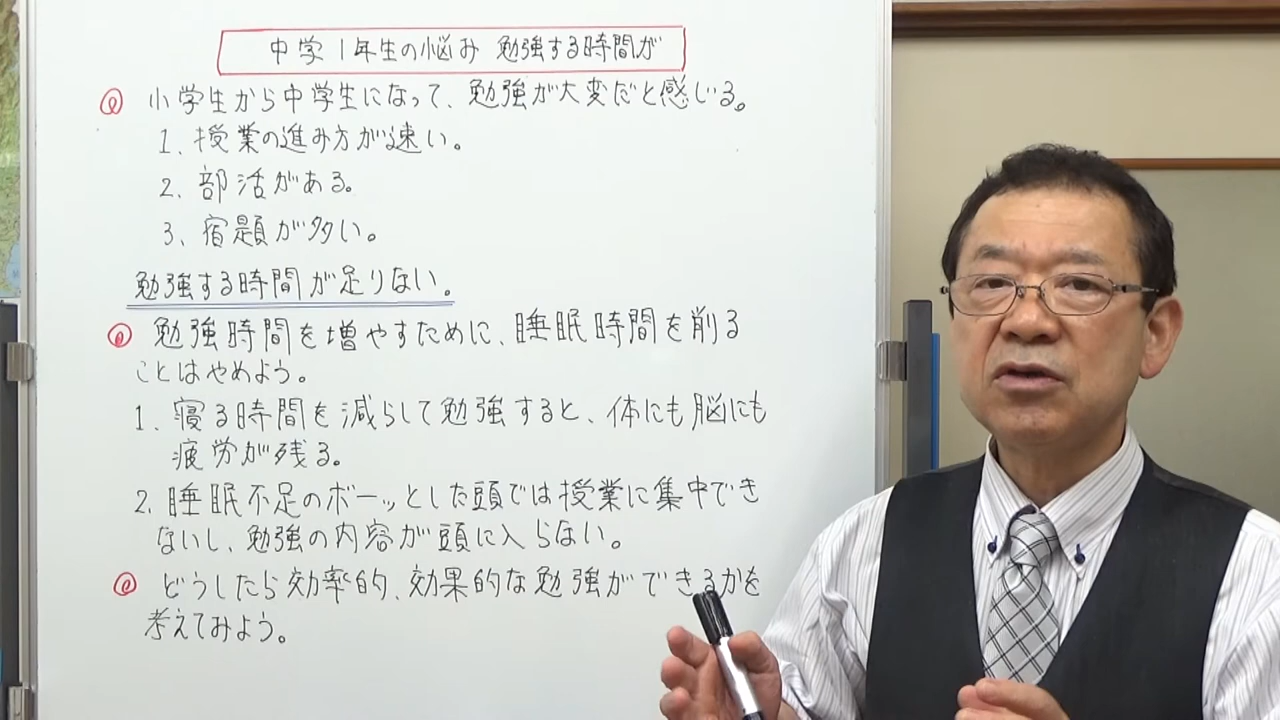 中学1年生の悩み 勉強する時間が
◎ 小学生から中学生になって、勉強が大変だと感じる。
1、授業の進み方が速い。
2、部活がある。
3、宿題が多い。
勉強する時間が足りない。
◎ 勉強時間を増やすために、睡眠時間を削る
ことはやめよう。
1、寝る時間を減らして勉強すると、体にも脳にも
疲労が残る。
2、睡眠不足のボーッとした頭では授業に集中でき
ないし、勉強の内容が頭に入らない。
◎ どうしたら効率的、効果的な勉強ができるかを
考えてみよう。